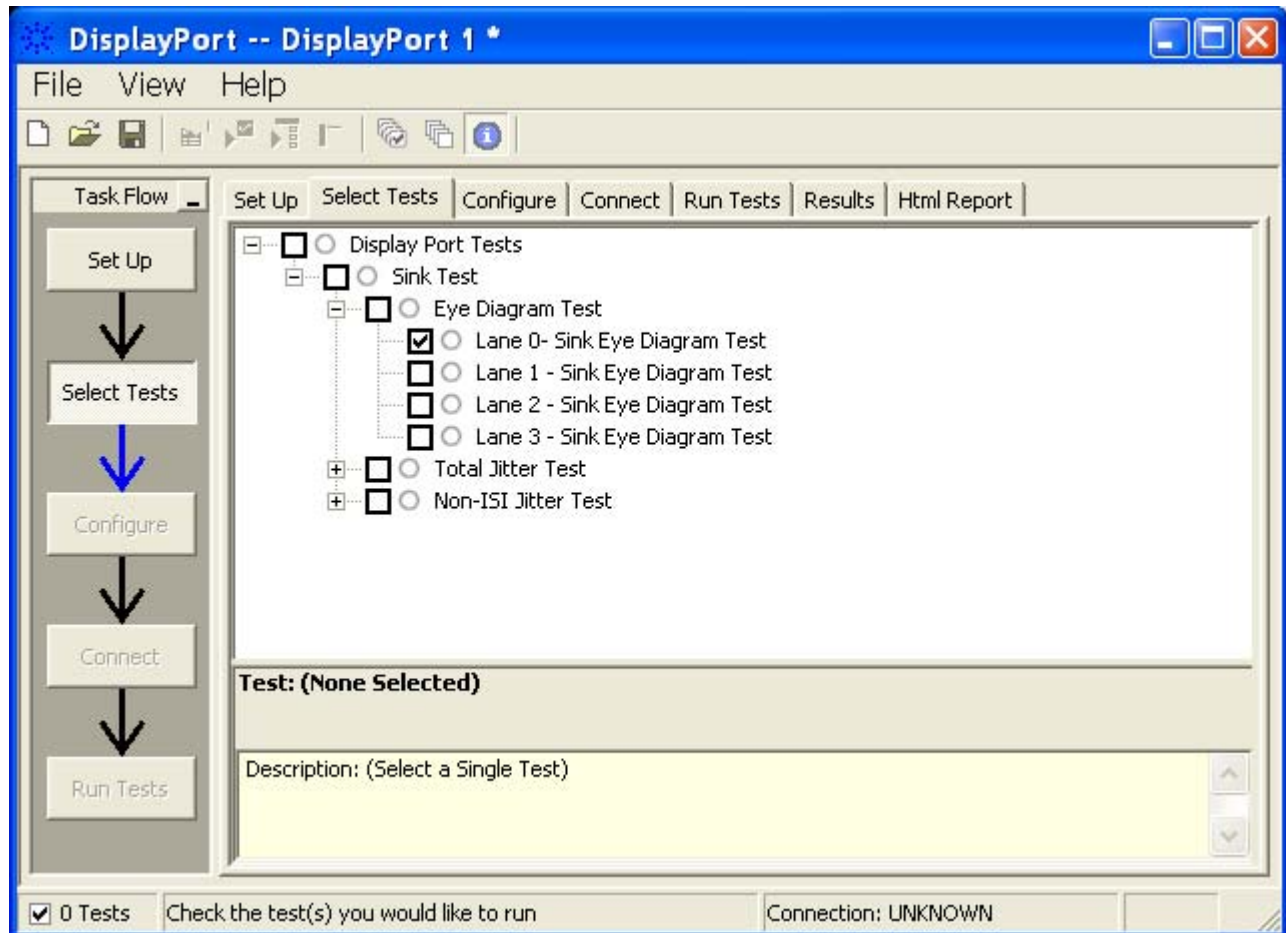 DisplayPort -- DisplayPort 1 *
File View Help
Task Flow
Set Up
Select Tests
Configure
Connect
Run Tests
Set Up Select Tests Configure Connect Run Tests Results Html Report
Display Port Tests
Sink Test
Eye Diagram Test
Lane 0- Sink Eye Diagram Test
Lane 1 - Sink Eye Diagram Test
Lane 2 - Sink Eye Diagram Test
Lane 3 - Sink Eye Diagram Test
Total Jitter Test
Non-ISI Jitter Test
Test: (None Selected)
Description: (Select a Single Test)
0 Tests Check the test(s) you would like to run Connection: UNKNOWN